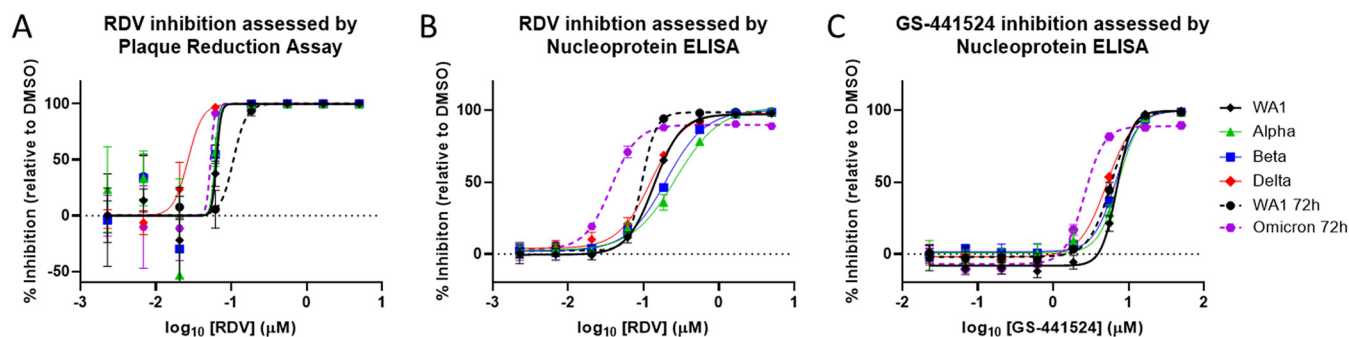 A
RDV inhibition assessed by
Plaque Reduction Assay
% Inhibition (relative to DMSO)
100
50
0
-50
-3
-2
-1
0
1
log10 [RDV] (μM)
B
RDV inhibtion assessed by
Nucleoprotein ELISA
% Inhibition (relative to DMSO)
100
50
0
-3
-2
-1
0
1
log10 [RDV] (μM)
C
GS-441524 inhibition assessed by
Nucleoprotein ELISA
% Inhibition (relative to DMSO)
100
50
0
-2
-1
0
1
2
log10 [GS-441524] (μM)
WA1
Alpha
Beta
Delta
WA1 72h
Omicron 72h